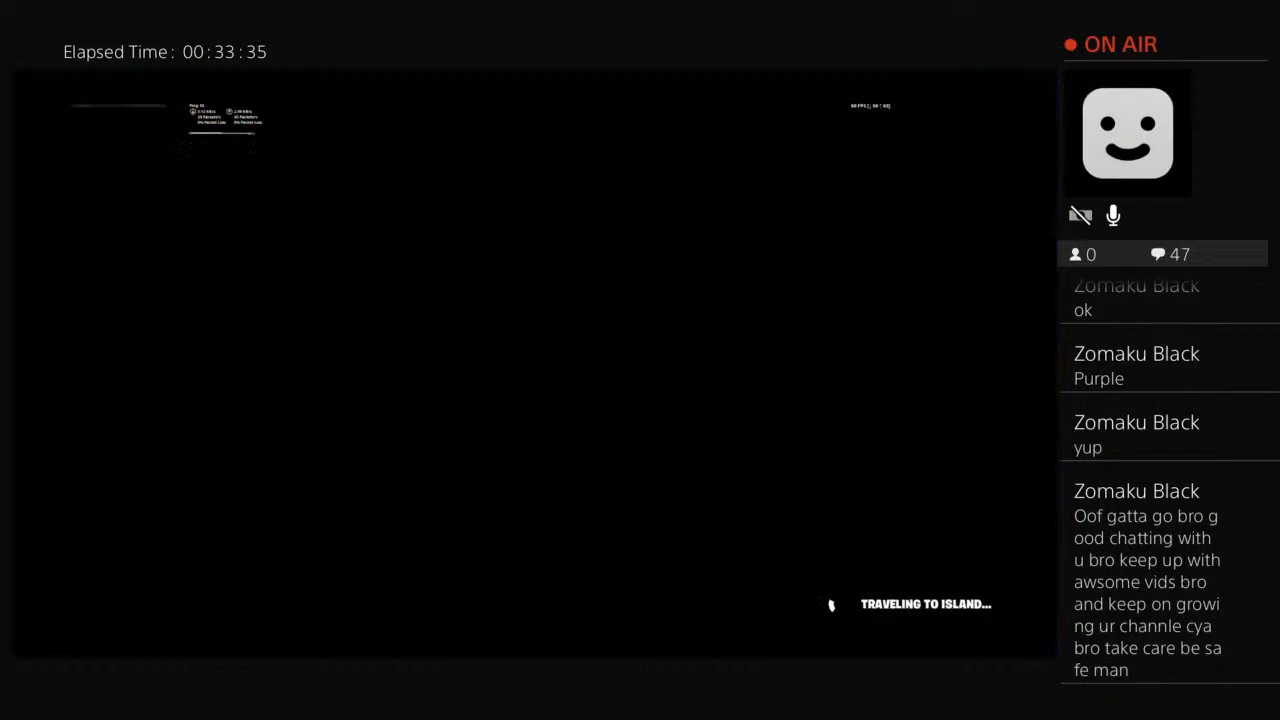 Elapsed Time: 00:33:35
ON AIR
60 FPS
0
47
Zomaku Black
ok
Zomaku Black
Purple
Zomaku Black
yup
Zomaku Black
Oof gatta go bro g
ood chatting with
u bro keep up with
awsome vids bro
and keep on growi
ng ur channle cya
bro take care be sa
fe man
TRAVELING TO ISLAND...